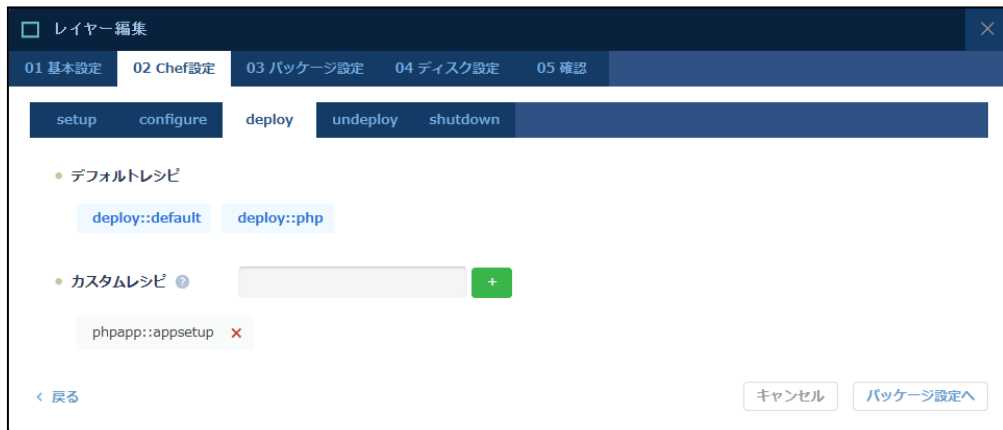 レイヤー編集
01 基本設定 02 Chef設定 03 パッケージ設定 04 ディスク設定 05 確認
setup configure deploy undeploy shutdown
デフォルトレシピ
deploy::default deploy::php
カスタムレシピ ? +
phpapp::appsetup ×
< 戻る キャンセル パッケージ設定へ